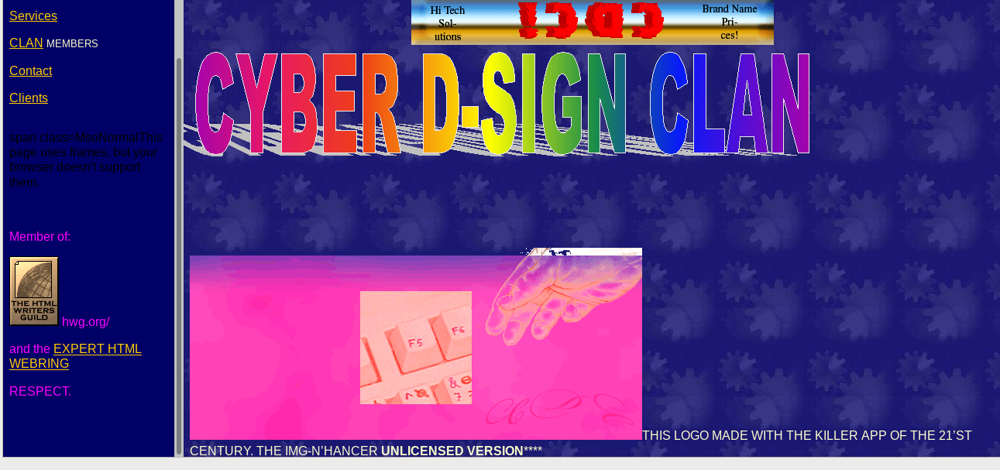 Services
CLAN MEMBERS
Contact
Clients
span class=MsoNormalThis
page uses frames, but your
browser doesn't support
them.
Member of:
THE HTML
WRITERS
GUILD
hwg.org/
and the EXPERT HTML
WEBRING
RESPECT.
Hi Tech
Sol-
utions
Brand Name
Pri-
ces!
CYBER D-SIGN CLAN
F5
F6
&
7
THIS LOGO MADE WITH THE KILLER APP OF THE 21’ST
CENTURY. THE IMG-N’HANCER UNLICENSED VERSION****